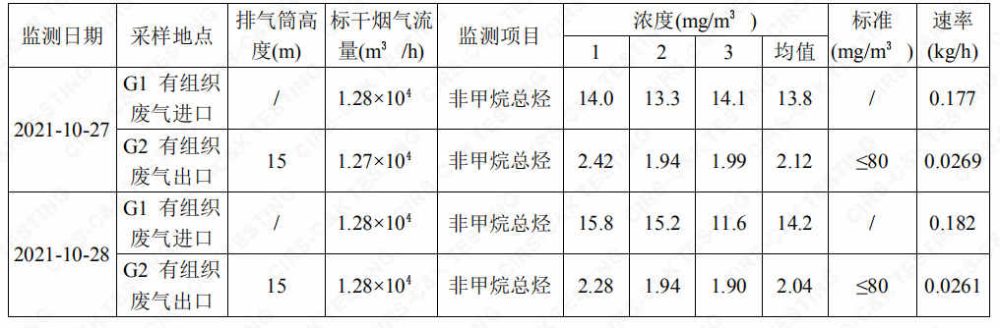 监测日期 采样地点 排气筒高度(m) 标干烟气流量(m³ /h) 监测项目 浓度(mg/m³ ) 标准(mg/m³ ) 速率(kg/h)
1 2 3 均值
2021-10-27 G1 有组织废气进口 / 1.28×10⁴ 非甲烷总烃 14.0 13.3 14.1 13.8 / 0.177
G2 有组织废气出口 15 1.27×10⁴ 非甲烷总烃 2.42 1.94 1.99 2.12 ≤80 0.0269
2021-10-28 G1 有组织废气进口 / 1.28×10⁴ 非甲烷总烃 15.8 15.2 11.6 14.2 / 0.182
G2 有组织废气出口 15 1.28×10⁴ 非甲烷总烃 2.28 1.94 1.90 2.04 ≤80 0.0261
CIRS-C&K TESTING